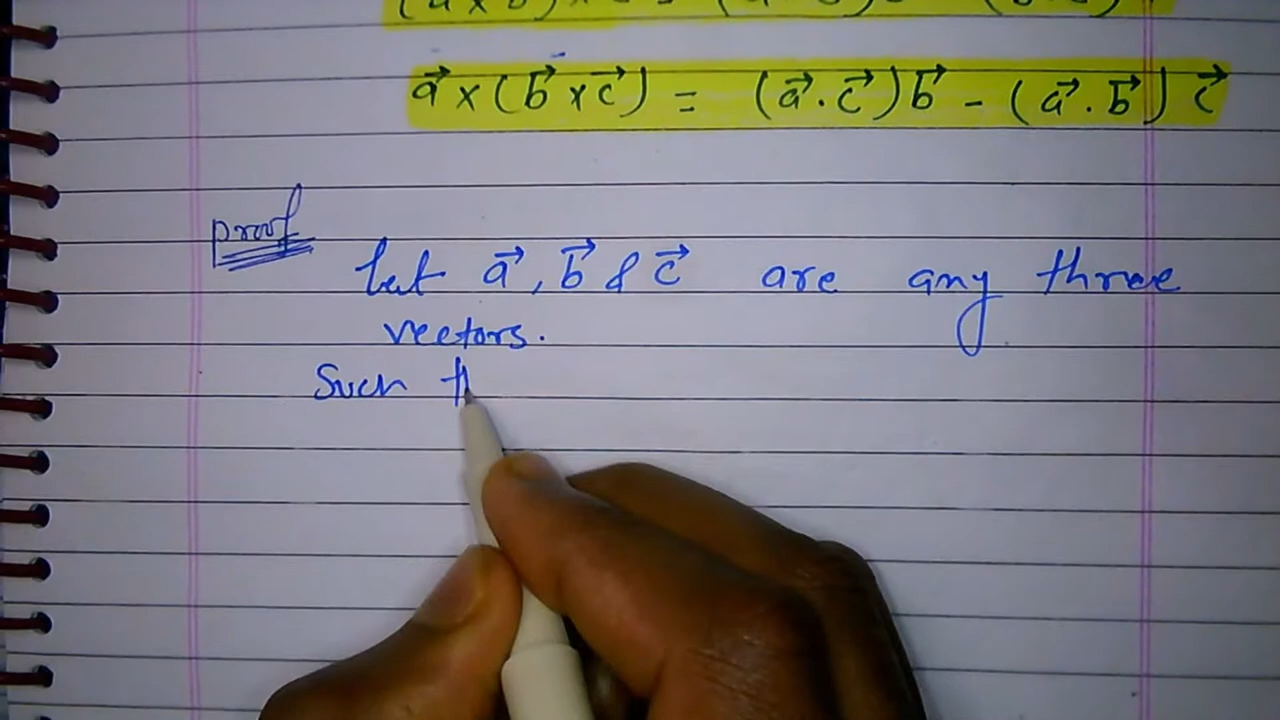 a⃗ × (b⃗ × c⃗) = (a⃗ . c⃗) b⃗ - (a⃗ . b⃗) c⃗
proof
Let a⃗, b⃗ & c⃗ are any three
vectors.
Such